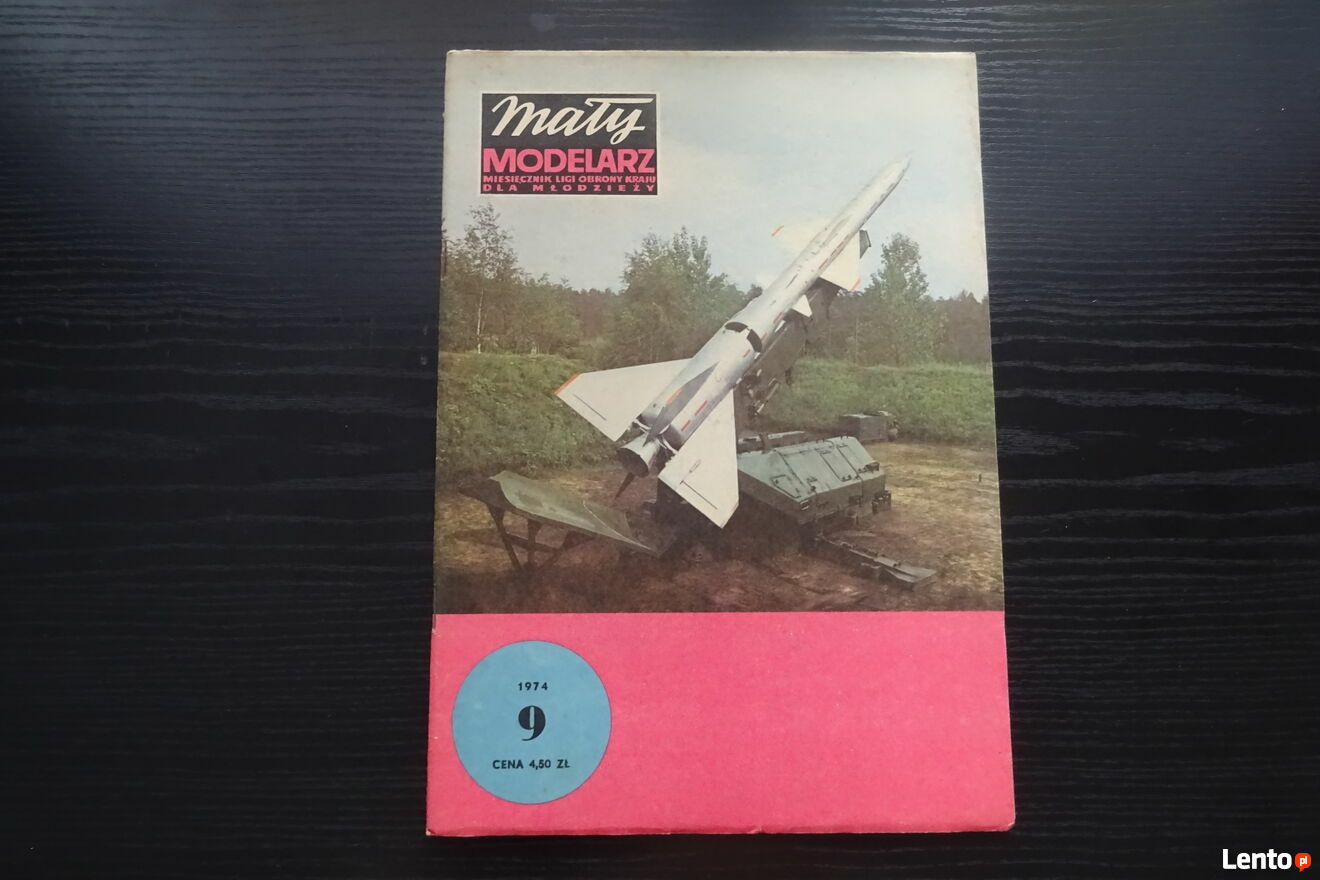 Mały
MODELARZ
MIESIĘCZNIK LIGI OBRONY KRAJU
DLA MŁODZIEŻY
1974
9
CENA 4,50 ZŁ
Lento pl